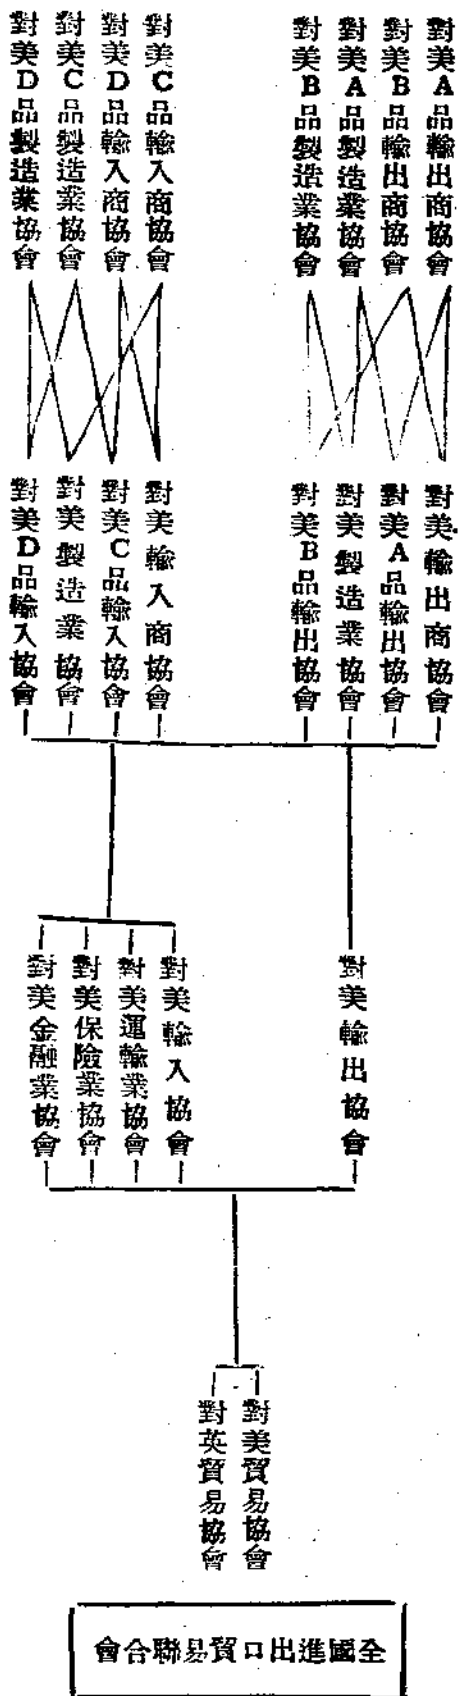 對美A品輸出商協會
對美B品輸出商協會
對美A品製造業協會
對美B品製造業協會
對美C品輸入商協會
對美D品輸入商協會
對美C品製造業協會
對美D品製造業協會
對美輸出商協會
對美A品輸出協會
對美製造業協會
對美B品輸出協會
對美輸入商協會
對美C品輸入協會
對美製造業協會
對美D品輸入協會
對美輸出協會
對美輸入協會
對美運輸業協會
對美保險業協會
對美金融業協會
對美貿易協會
對英貿易協會
全國進出口貿易聯合會